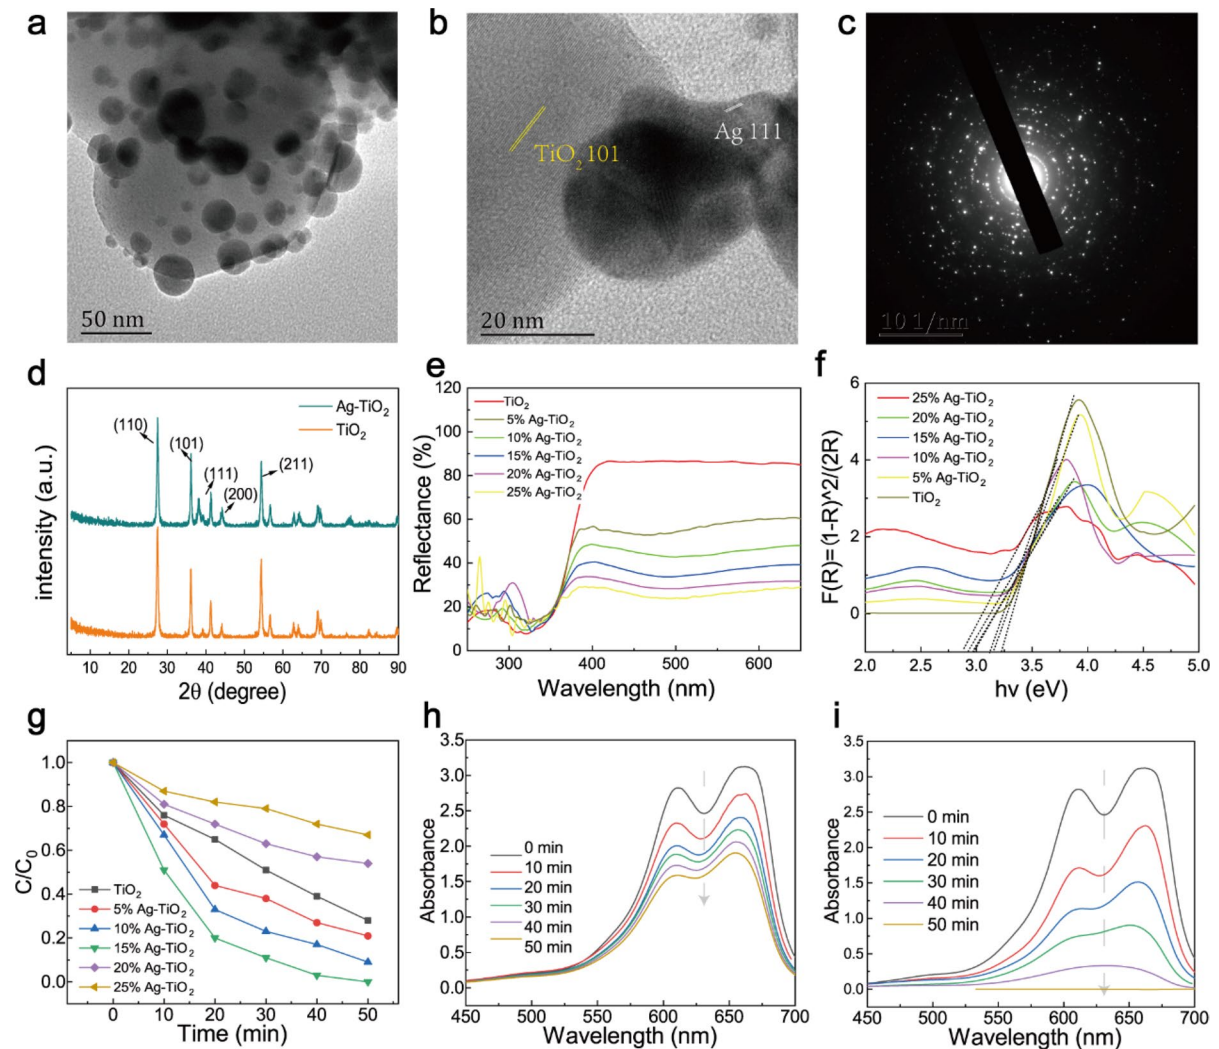 a
50 nm
b
TiO₂ 101
Ag 111
20 nm
c
10 1/nm
d
intensity (a.u.)
Ag-TiO₂
TiO₂
(110)
(101)
(111)
(200)
(211)
10 20 30 40 50 60 70 80 90
2θ (degree)
e
Reflectance (%)
120
100
80
60
40
20
0
TiO₂
5% Ag-TiO₂
10% Ag-TiO₂
15% Ag-TiO₂
20% Ag-TiO₂
25% Ag-TiO₂
300 400 500 600
Wavelength (nm)
f
F(R)= (1-R)^2/(2R)
6
4
2
0
25% Ag-TiO₂
20% Ag-TiO₂
15% Ag-TiO₂
10% Ag-TiO₂
5% Ag-TiO₂
TiO₂
2.0 2.5 3.0 3.5 4.0 4.5 5.0
hv (eV)
g
C/C₀
1.0
0.8
0.6
0.4
0.2
0.0
TiO₂
5% Ag-TiO₂
10% Ag-TiO₂
15% Ag-TiO₂
20% Ag-TiO₂
25% Ag-TiO₂
0 10 20 30 40 50
Time (min)
h
Absorbance
3.5
3.0
2.5
2.0
1.5
1.0
0.5
0.0
0 min
10 min
20 min
30 min
40 min
50 min
450 500 550 600 650 700
Wavelength (nm)
i
Absorbance
3.5
3.0
2.5
2.0
1.5
1.0
0.5
0.0
0 min
10 min
20 min
30 min
40 min
50 min
450 500 550 600 650 700
Wavelength (nm)